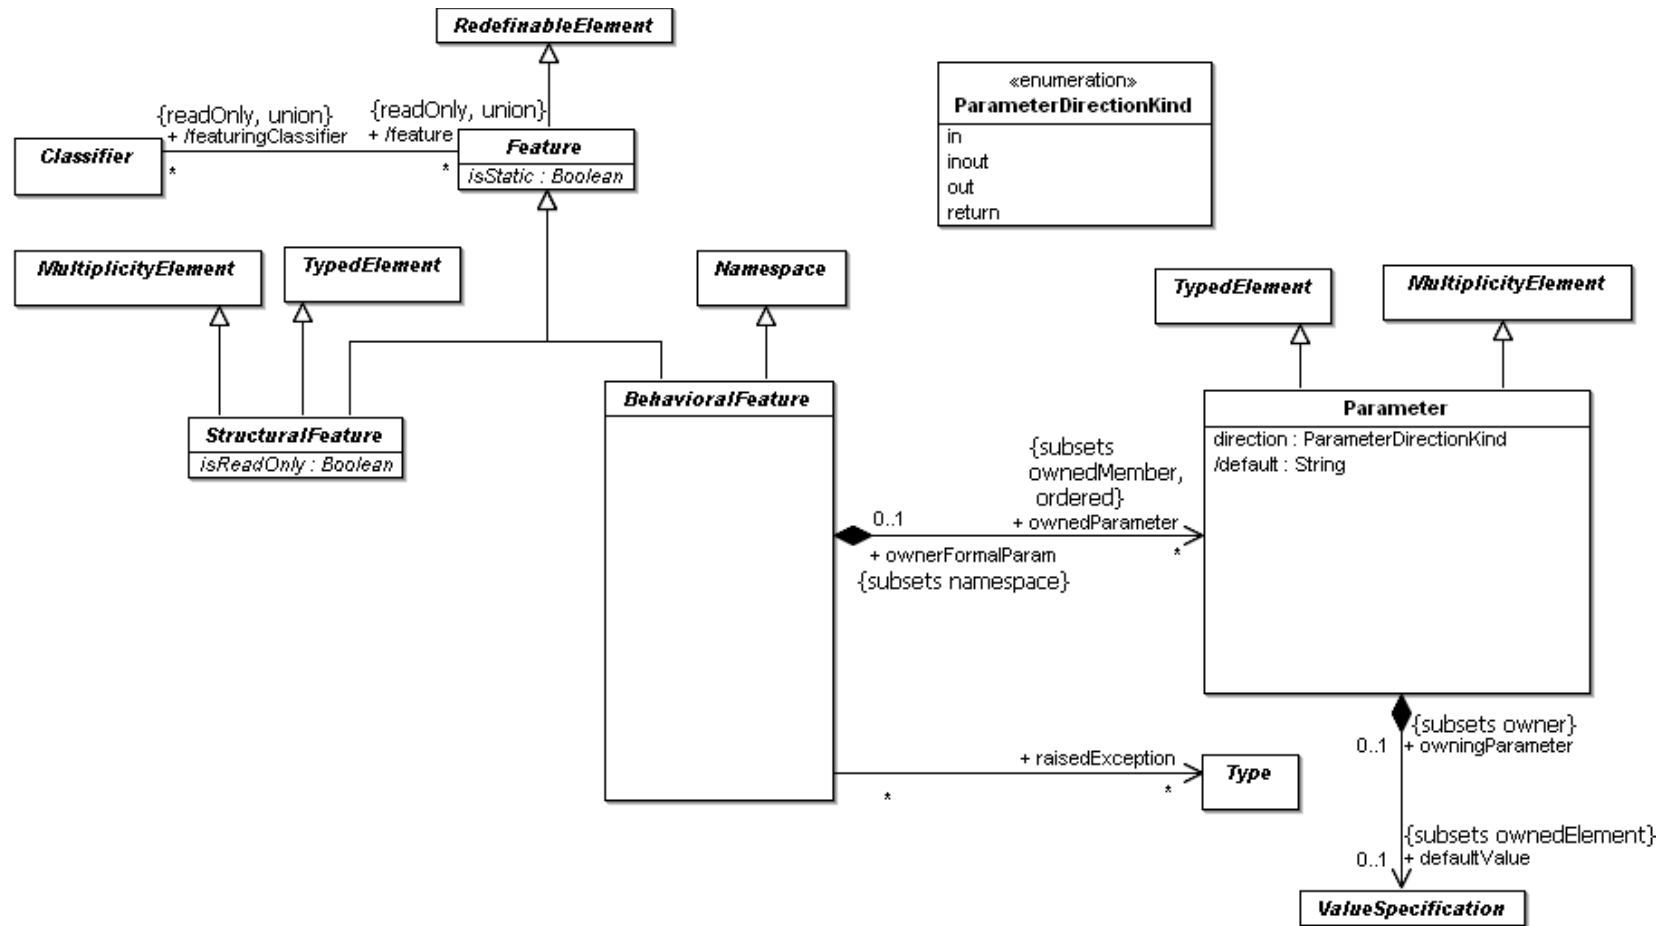 RedefinableElement
«enumeration»
ParameterDirectionKind
in
inout
out
return
{readOnly, union}
+ /featuringClassifier
*
{readOnly, union}
+ /feature
*
Classifier
Feature
isStatic : Boolean
MultiplicityElement
TypedElement
Namespace
TypedElement
MultiplicityElement
StructuralFeature
isReadOnly : Boolean
BehavioralFeature
Parameter
direction : ParameterDirectionKind
/default : String
{subsets
ownedMember,
ordered}
+ ownedParameter
*
0..1
+ ownerFormalParam
{subsets namespace}
+ raisedException
*
*
Type
{subsets owner}
0..1
+ owningParameter
{subsets ownedElement}
0..1
+ defaultValue
ValueSpecification